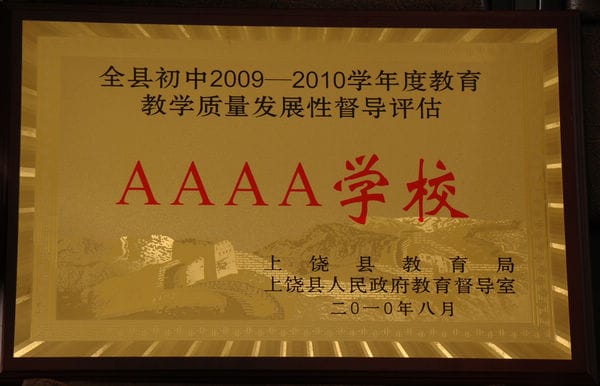 全县初中2009—2010学年度教育
教学质量发展性督导评估
AAAA学校
上饶县教育局
上饶县人民政府教育督导室
二0一0年八月